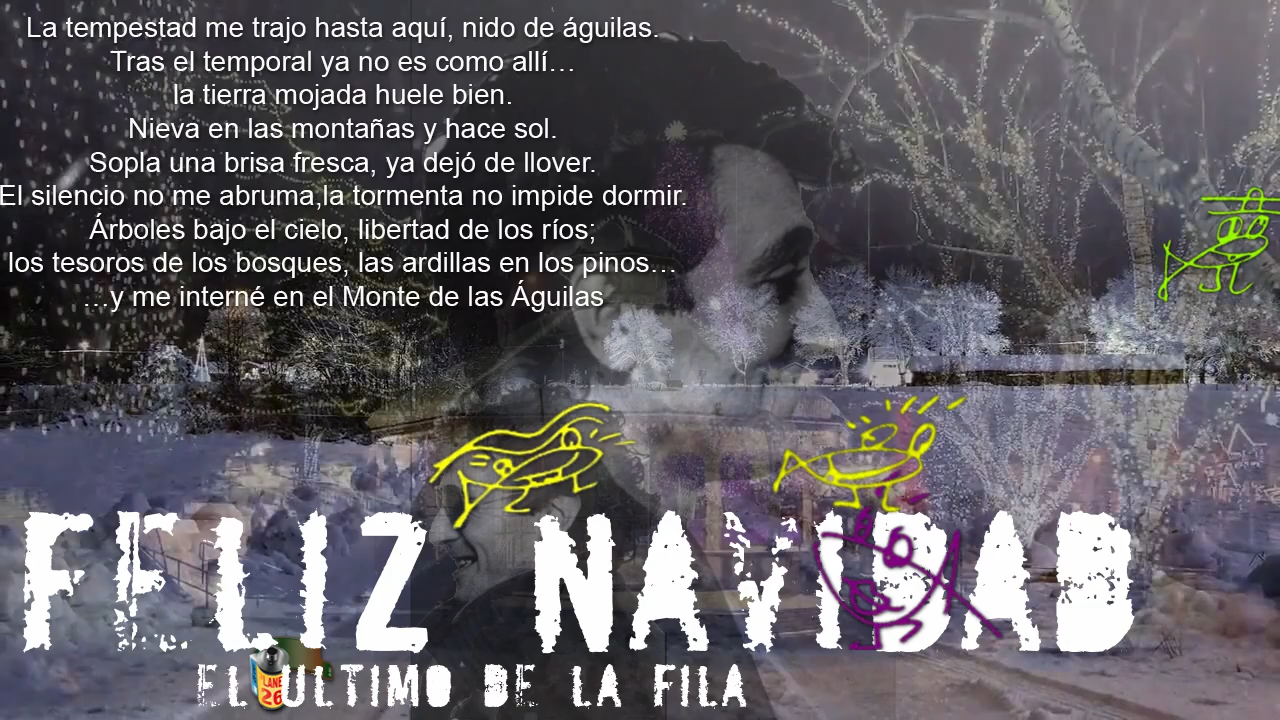 La tempestad me trajo hasta aquí, nido de águilas.
Tras el temporal ya no es como allí…
la tierra mojada huele bien.
Nieva en las montañas y hace sol.
Sopla una brisa fresca, ya dejó de llover.
El silencio no me abruma,la tormenta no impide dormir.
Árboles bajo el cielo, libertad de los ríos;
los tesoros de los bosques, las ardillas en los pinos…
…y me interné en el Monte de las Águilas
FELIZ NAVIDAD
EL ULTIMO DE LA FILA
PLANET
26